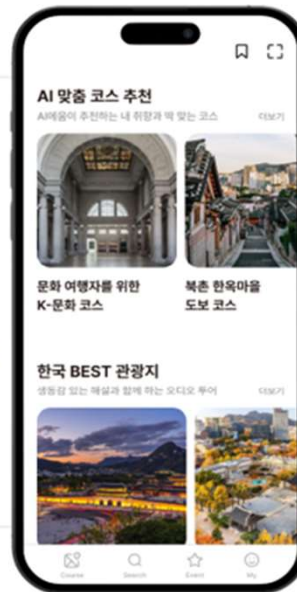 AI 맞춤 코스 추천
AI메움이 추천하는 내 취향과 딱 맞는 코스
더보기
문화 여행자를 위한
K-문화 코스
북촌 한옥마을
도보 코스
한국 BEST 관광지
생동감 있는 해설과 함께 하는 오디오 투어
더보기
Course
Search
Event
My